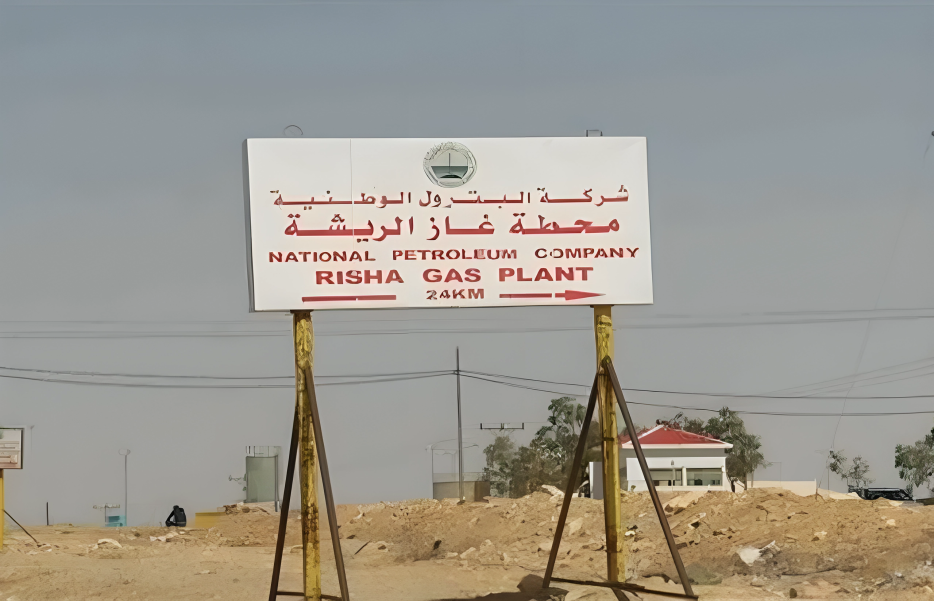 شركة البترول الوطنية
محطة غاز الريشة
NATIONAL PETROLEUM COMPANY
RISHA GAS PLANT
24KM